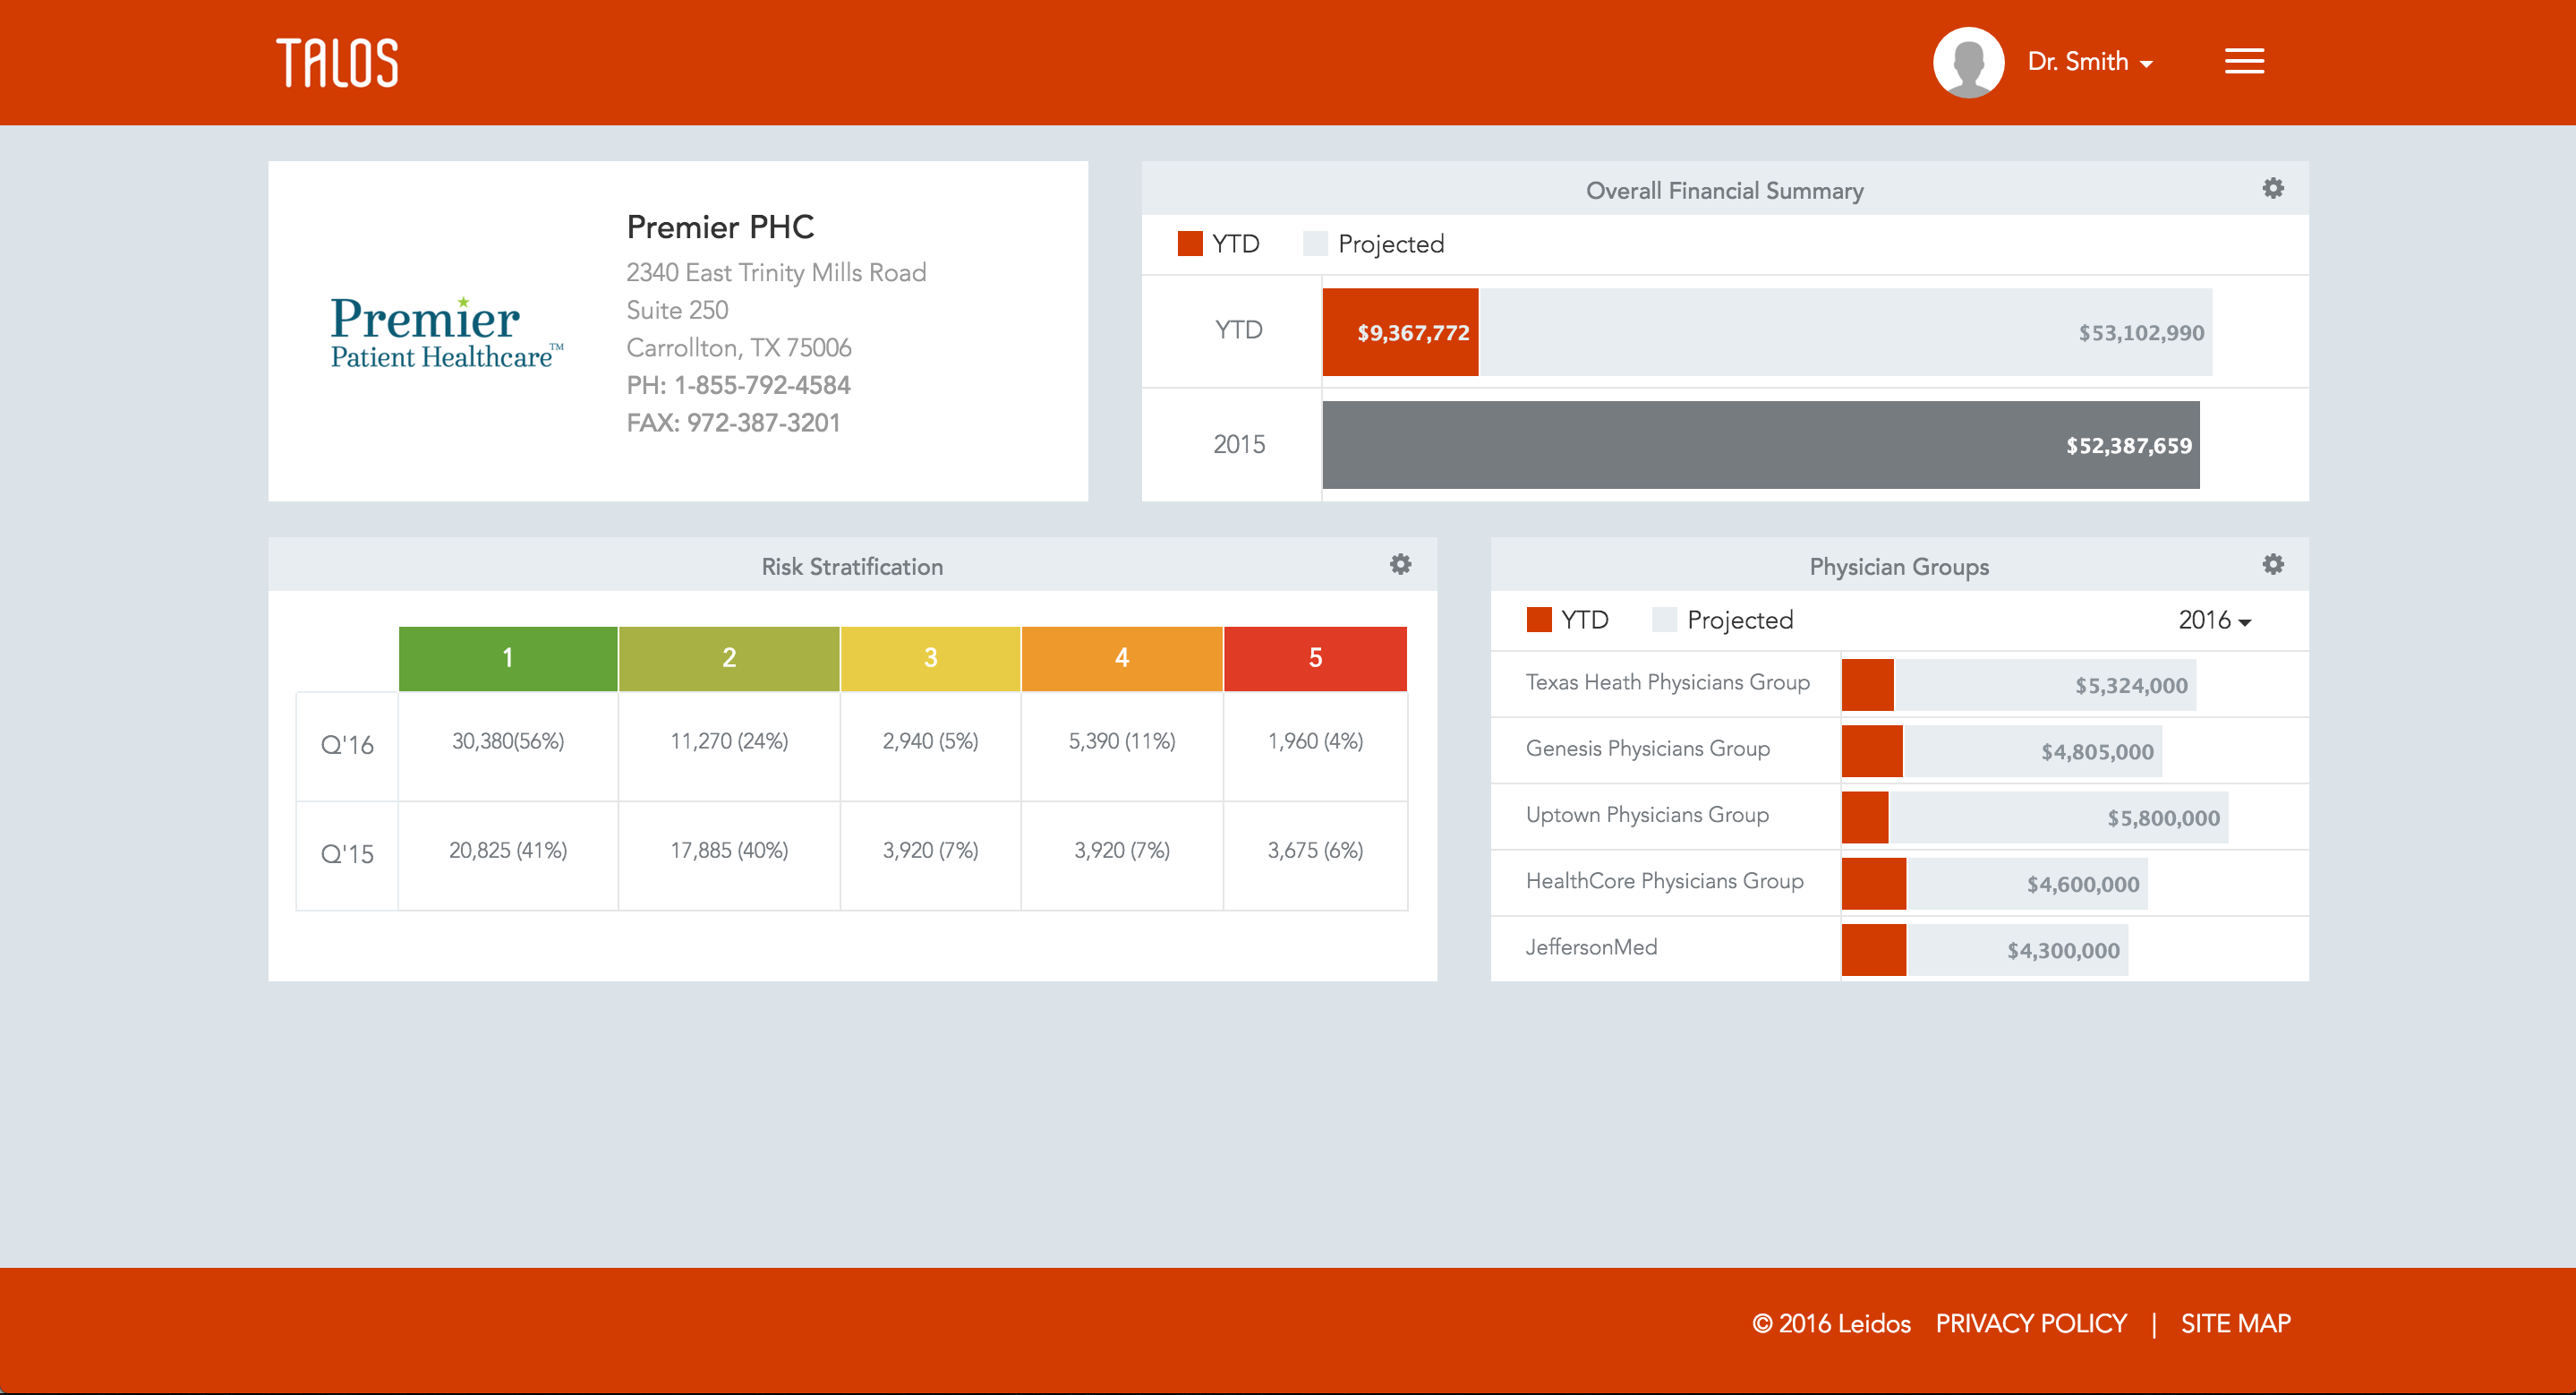 TALOS
Dr. Smith
Premier
Patient Healthcare™
Premier PHC
2340 East Trinity Mills Road
Suite 250
Carrollton, TX 75006
PH: 1-855-792-4584
FAX: 972-387-3201
Overall Financial Summary
YTD Projected
YTD $9,367,772 $53,102,990
2015 $52,387,659
Risk Stratification
1 2 3 4 5
Q'16 30,380(56%) 11,270 (24%) 2,940 (5%) 5,390 (11%) 1,960 (4%)
Q'15 20,825 (41%) 17,885 (40%) 3,920 (7%) 3,920 (7%) 3,675 (6%)
Physician Groups
YTD Projected 2016
Texas Heath Physicians Group $5,324,000
Genesis Physicians Group $4,805,000
Uptown Physicians Group $5,800,000
HealthCore Physicians Group $4,600,000
JeffersonMed $4,300,000
© 2016 Leidos PRIVACY POLICY | SITE MAP